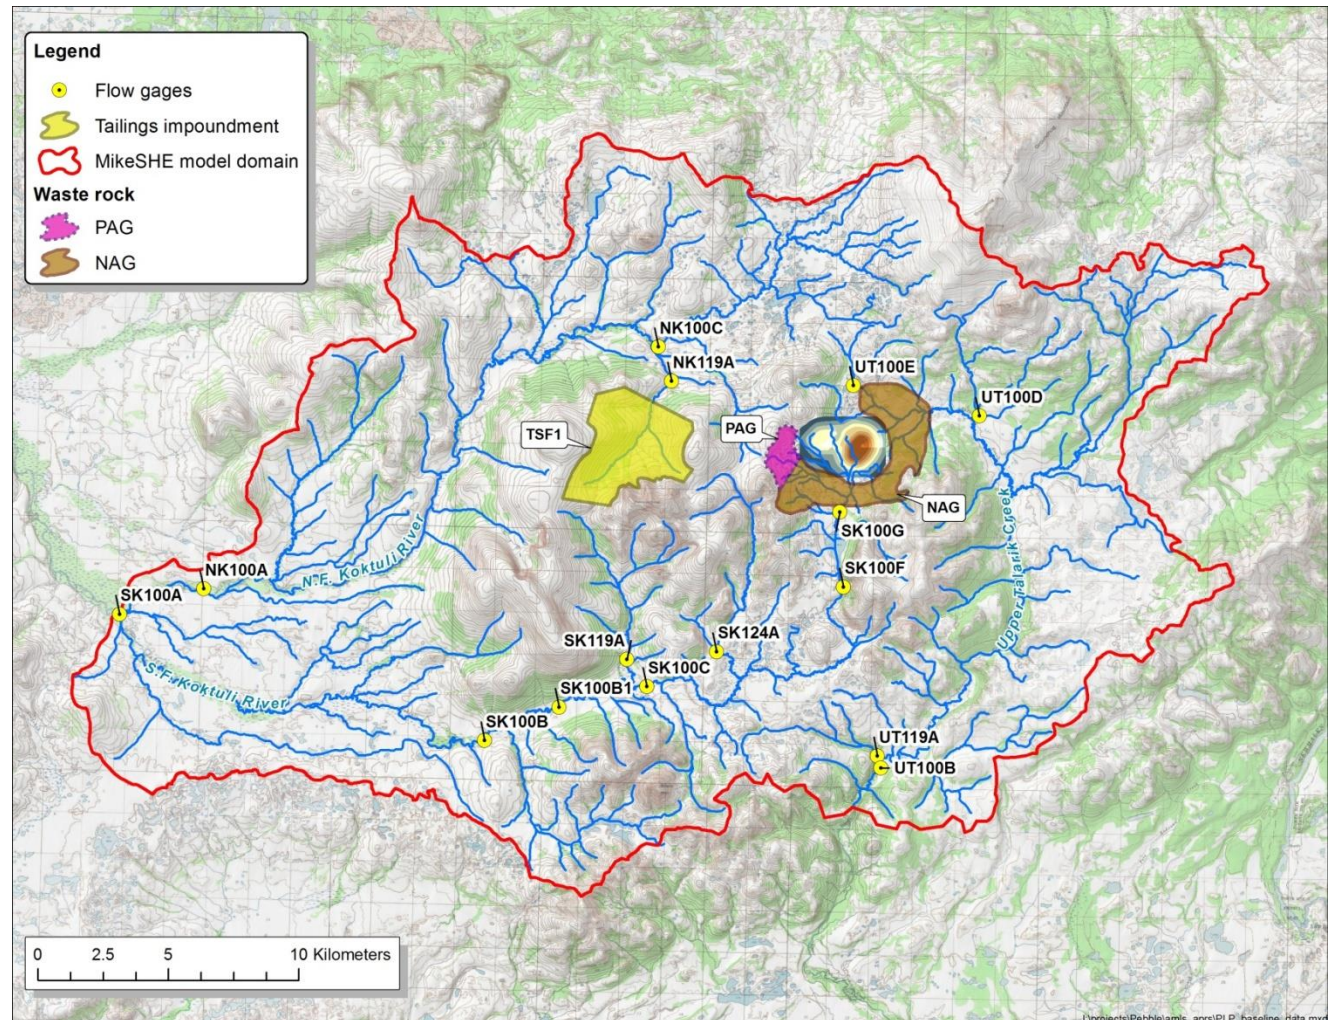 Legend
Flow gages
Tailings impoundment
MikeSHE model domain
Waste rock
PAG
NAG
NK100C
NK119A
UT100E
UT100D
TSF1
PAG
NAG
SK100G
SK100F
Upper Talarik Creek
N.F. Koktuli River
NK100A
SK100A
S.F. Koktuli River
SK119A
SK124A
SK100C
SK100B1
SK100B
UT119A
UT100B
0 2.5 5 10 Kilometers